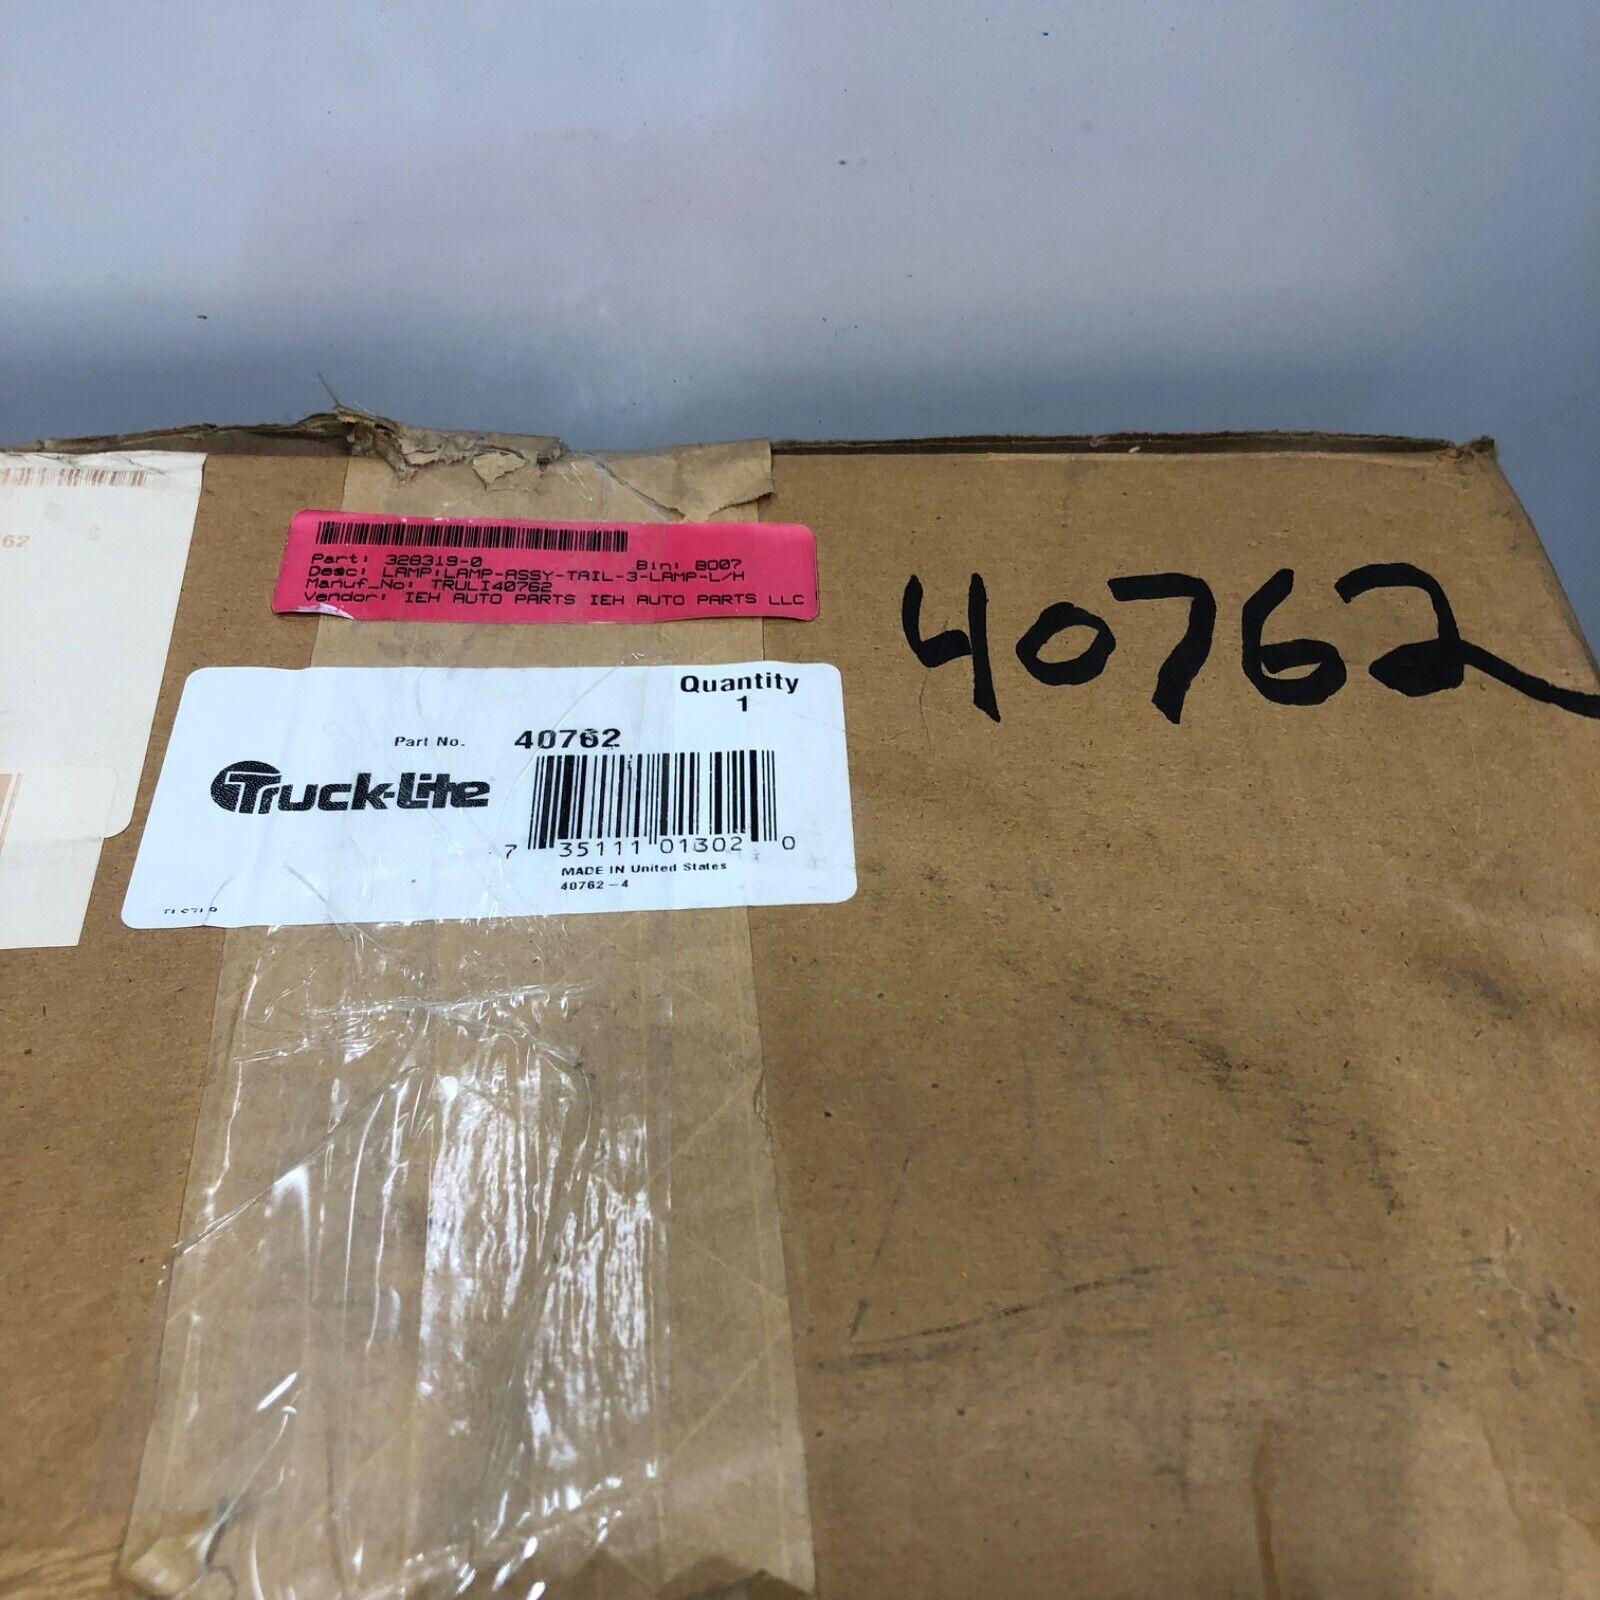 Part: 328319-0 Bin: BO07
Desc: LAMP:LAMP-ASSY-TAIL-3-LAMP-L/H
Manuf_No: TRULI40762
Vendor: IEH AUTO PARTS IEH AUTO PARTS LLC
40762
62
Quantity
1
Part No. 40762
Truck-Lite
7 35111 01302 0
MADE IN United States
40762-4